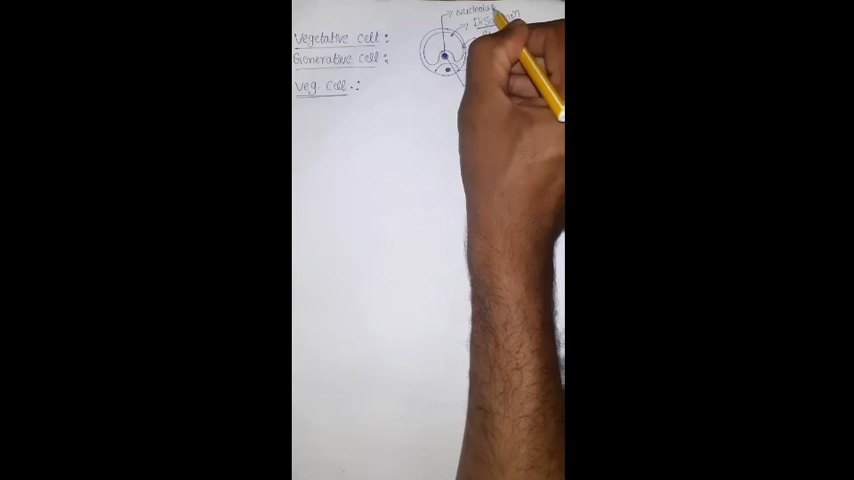 Nucleolus
Vegetative cell :
Generative cell :
Veg. Cell .: